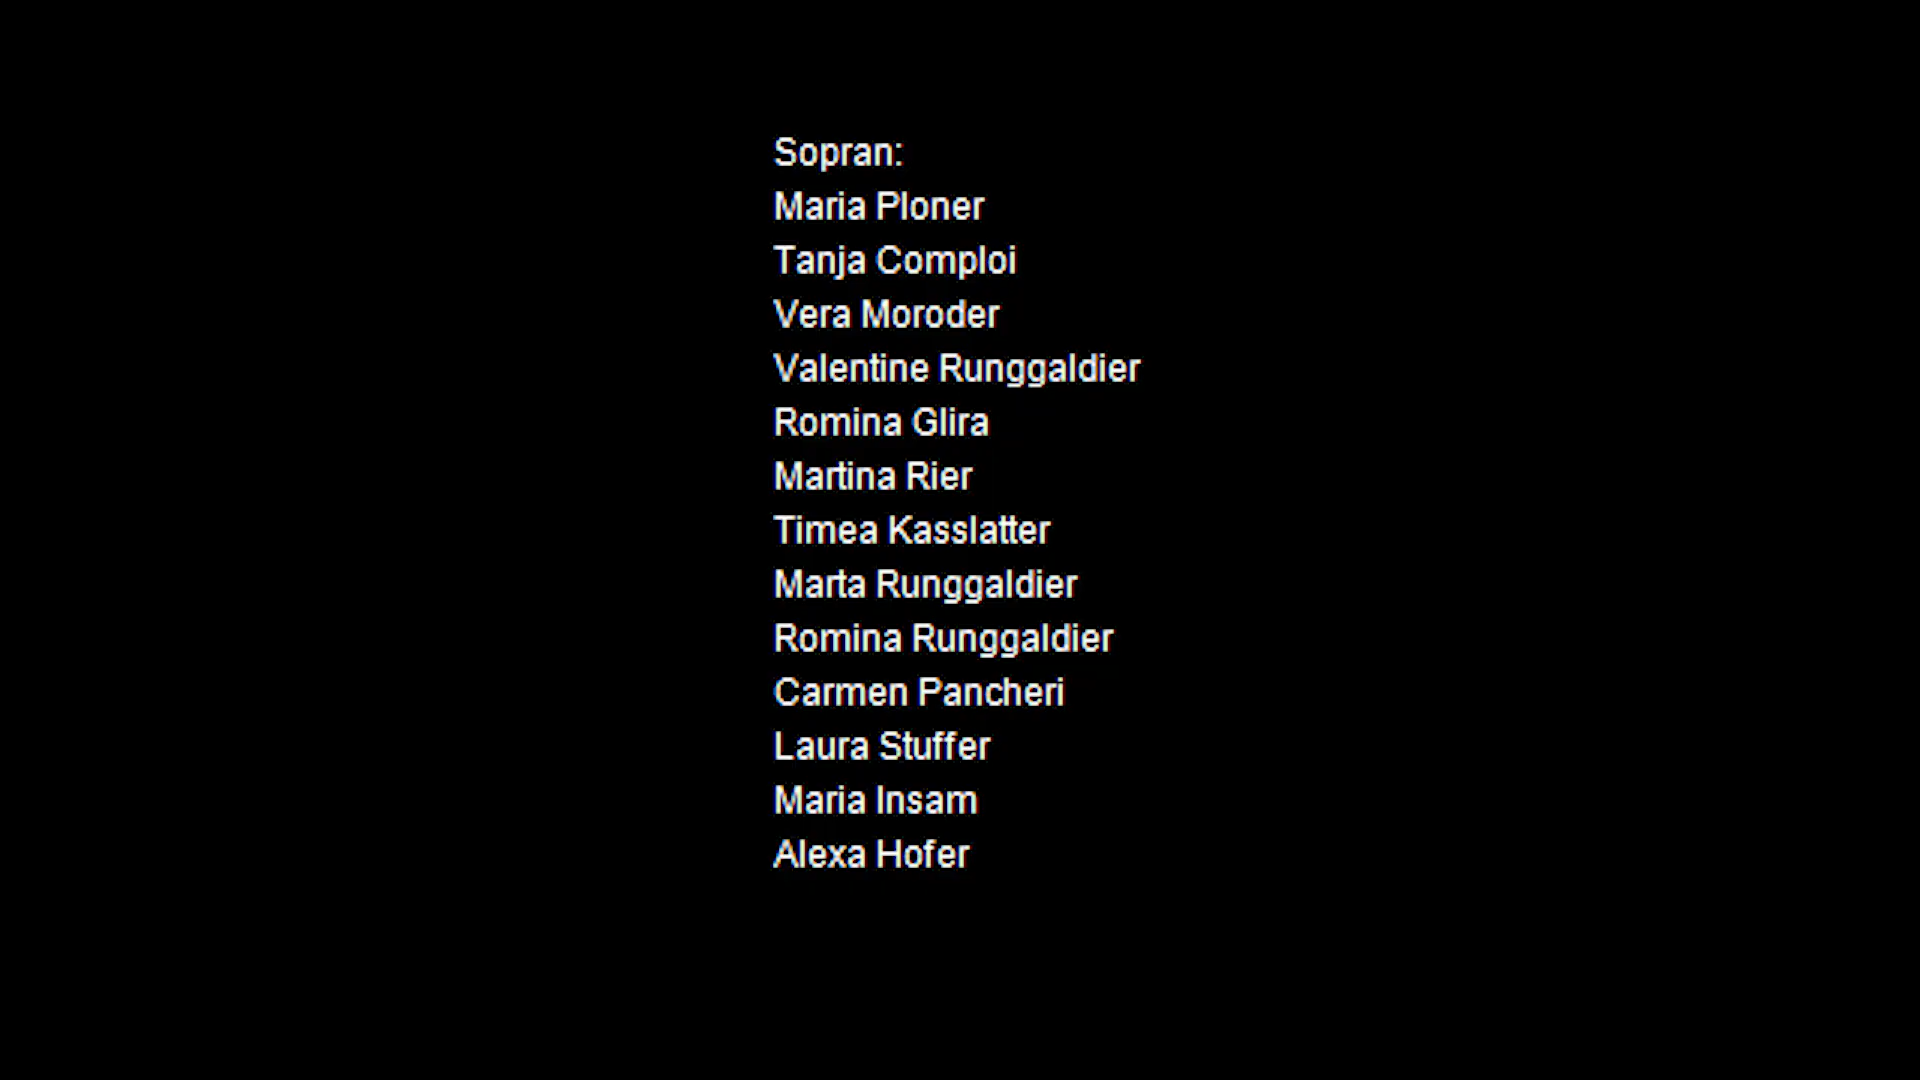 Sopran:
Maria Ploner
Tanja Comploi
Vera Moroder
Valentine Runggaldier
Romina Glira
Martina Rier
Timea Kasslatter
Marta Runggaldier
Romina Runggaldier
Carmen Pancheri
Laura Stuffer
Maria Insam
Alexa Hofer